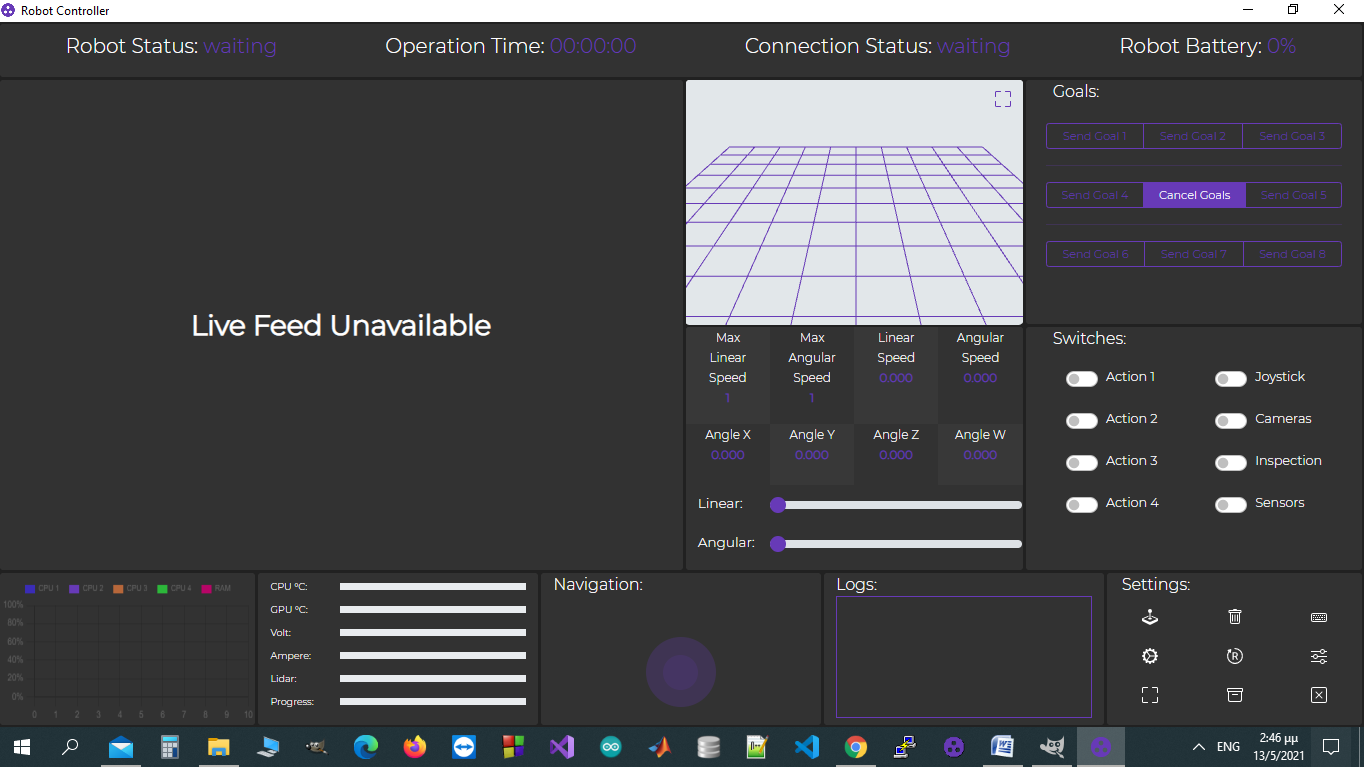 Robot Controller
Robot Status: waiting
Operation Time: 00:00:00
Connection Status: waiting
Robot Battery: 0%
Live Feed Unavailable
Max Linear Speed
1
Max Angular Speed
1
Linear Speed
0.000
Angular Speed
0.000
Angle X
0.000
Angle Y
0.000
Angle Z
0.000
Angle W
0.000
Linear:
Angular:
Goals:
Send Goal 1 Send Goal 2 Send Goal 3
Send Goal 4 Cancel Goals Send Goal 5
Send Goal 6 Send Goal 7 Send Goal 8
Switches:
Action 1 Joystick
Action 2 Cameras
Action 3 Inspection
Action 4 Sensors
CPU 1 CPU 2 CPU 3 CPU 4 RAM
100%
80%
60%
40%
20%
0%
0 1 2 3 4 5 6 7 8 9 10
CPU ºC:
GPU ºC:
Volt:
Ampere:
Lidar:
Progress:
Navigation:
Logs:
Settings:
R
ENG
2:46 μμ
13/5/2021